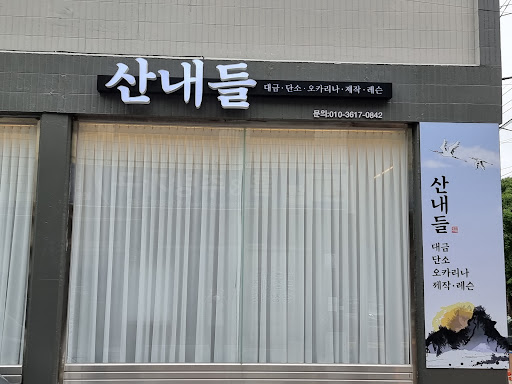 산내들 대금·단소·오카리나·제작·레슨
문의:010-3617-0842
산내들
대금
단소
오카리나
제작·레슨